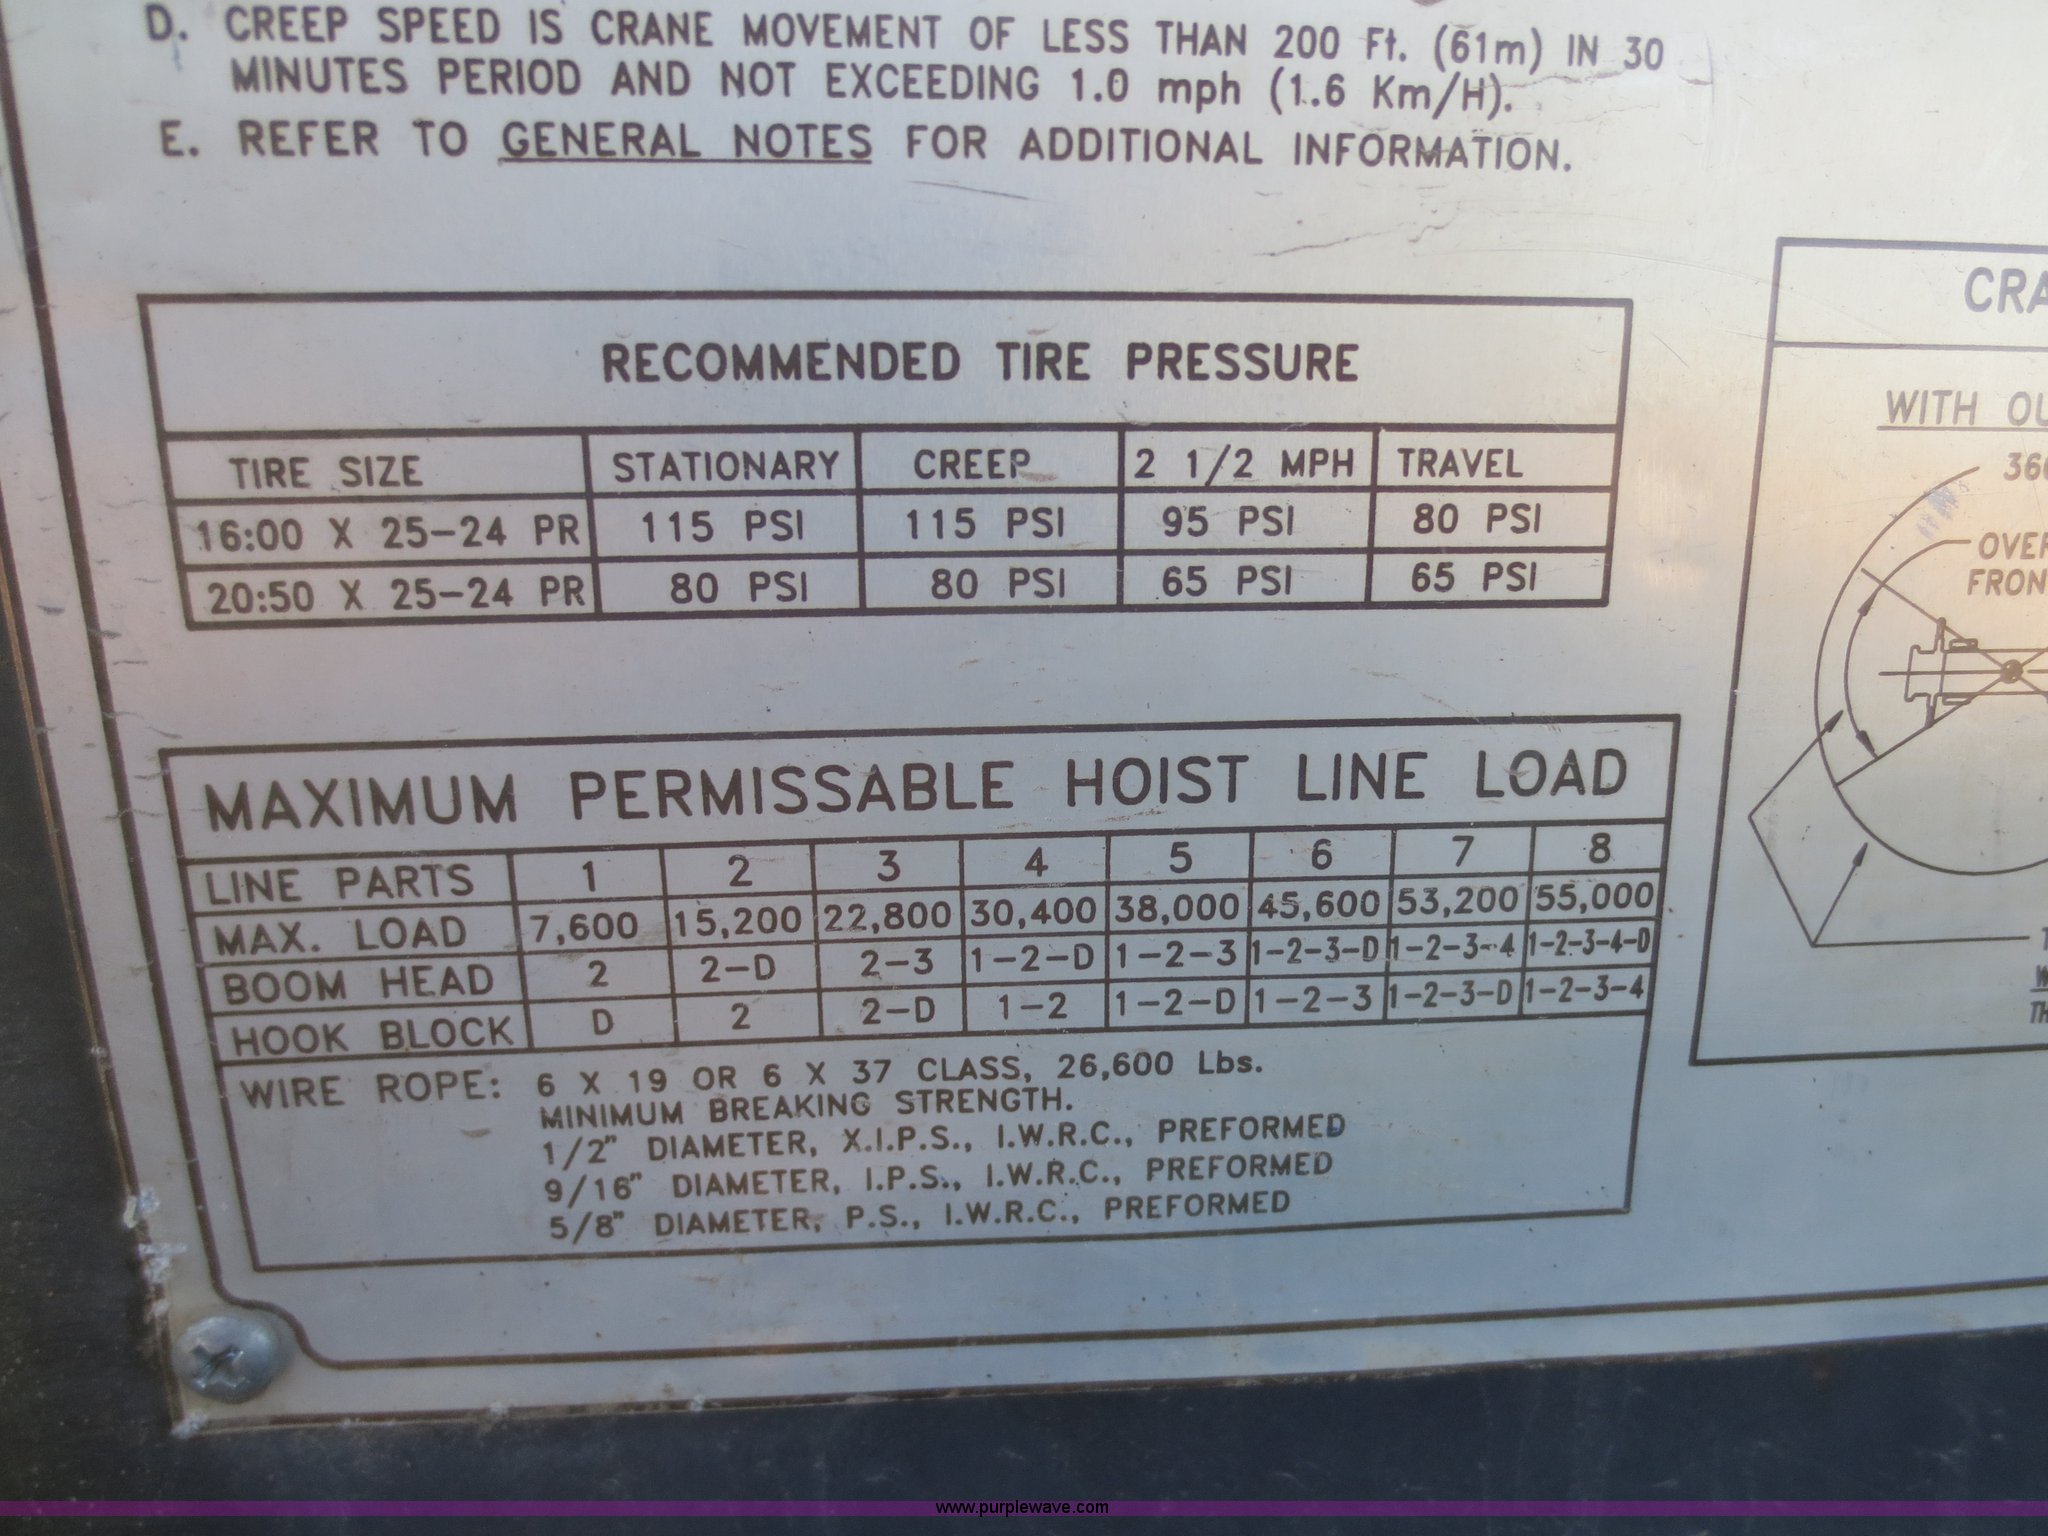 D. CREEP SPEED IS CRANE MOVEMENT OF LESS THAN 200 Ft. (61m) IN 30
MINUTES PERIOD AND NOT EXCEEDING 1.0 mph (1.6 Km/H).
E. REFER TO GENERAL NOTES FOR ADDITIONAL INFORMATION.
RECOMMENDED TIRE PRESSURE
TIRE SIZE STATIONARY CREEP 2 1/2 MPH TRAVEL
16:00 X 25-24 PR 115 PSI 115 PSI 95 PSI 80 PSI
20:50 X 25-24 PR 80 PSI 80 PSI 65 PSI 65 PSI
MAXIMUM PERMISSABLE HOIST LINE LOAD
LINE PARTS 1 2 3 4 5 6 7 8
MAX. LOAD 7,600 15,200 22,800 30,400 38,000 45,600 53,200 55,000
BOOM HEAD 2 2-D 2-3 1-2-D 1-2-3 1-2-3-D 1-2-3-4 1-2-3-4-D
HOOK BLOCK D 2 2-D 1-2 1-2-D 1-2-3 1-2-3-D 1-2-3-4
WIRE ROPE: 6 X 19 OR 6 X 37 CLASS, 26,600 Lbs.
MINIMUM BREAKING STRENGTH.
1/2" DIAMETER, X.I.P.S., I.W.R.C., PREFORMED
9/16" DIAMETER, I.P.S., I.W.R.C., PREFORMED
5/8" DIAMETER, P.S., I.W.R.C., PREFORMED
CRA
WITH OU
36
OVER
FRON
www.purplewave.com